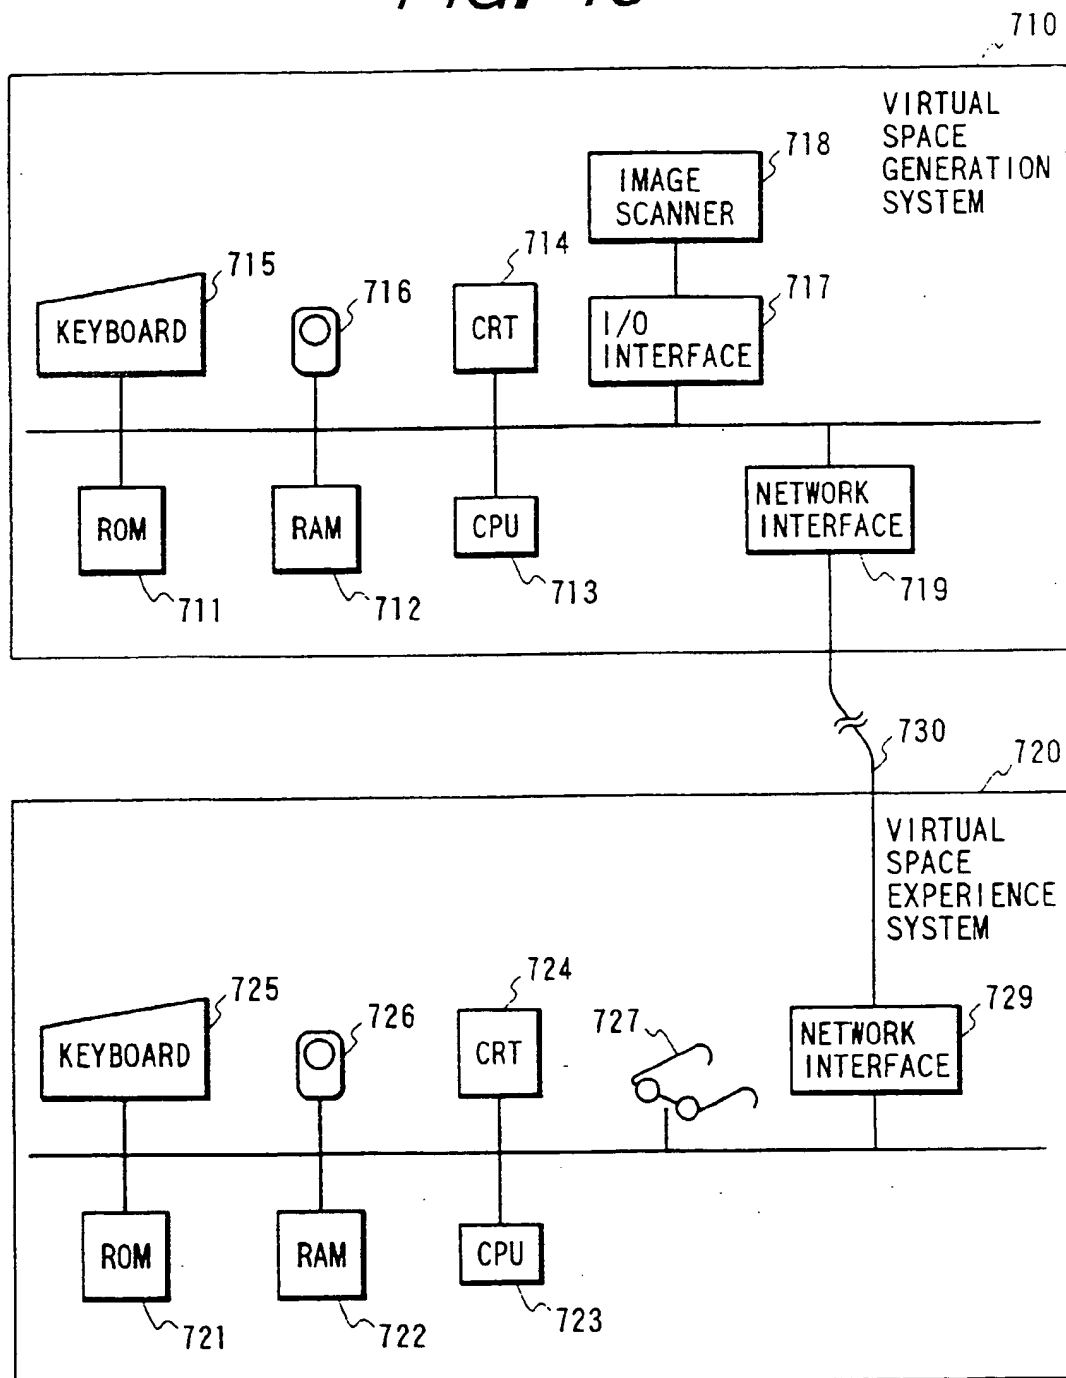 710
VIRTUAL
SPACE
GENERATION
SYSTEM
718
IMAGE
SCANNER
714
715
716
717
KEYBOARD
CRT
I/O
INTERFACE
ROM
RAM
CPU
NETWORK
INTERFACE
711
712
713
719
730
720
VIRTUAL
SPACE
EXPERIENCE
SYSTEM
724
725
726
727
729
KEYBOARD
CRT
NETWORK
INTERFACE
ROM
RAM
CPU
721
722
723